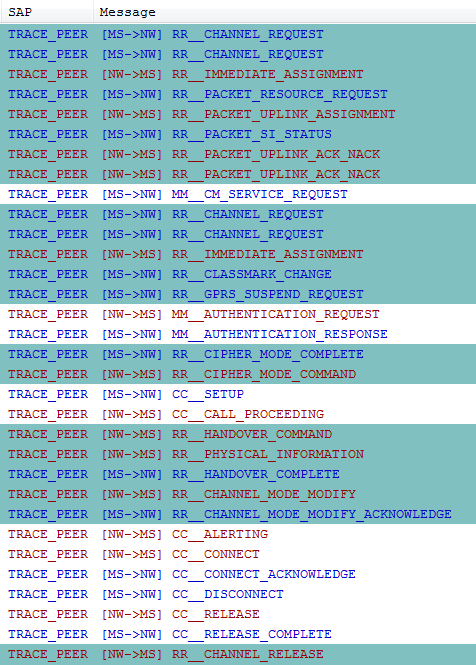 SAP Message
TRACE_PEER [MS->NW] RR__CHANNEL_REQUEST
TRACE_PEER [MS->NW] RR__CHANNEL_REQUEST
TRACE_PEER [NW->MS] RR__IMMEDIATE_ASSIGNMENT
TRACE_PEER [MS->NW] RR__PACKET_RESOURCE_REQUEST
TRACE_PEER [NW->MS] RR__PACKET_UPLINK_ASSIGNMENT
TRACE_PEER [MS->NW] RR__PACKET_SI_STATUS
TRACE_PEER [NW->MS] RR__PACKET_UPLINK_ACK_NACK
TRACE_PEER [NW->MS] RR__PACKET_UPLINK_ACK_NACK
TRACE_PEER [MS->NW] MM__CM_SERVICE_REQUEST
TRACE_PEER [MS->NW] RR__CHANNEL_REQUEST
TRACE_PEER [MS->NW] RR__CHANNEL_REQUEST
TRACE_PEER [NW->MS] RR__IMMEDIATE_ASSIGNMENT
TRACE_PEER [MS->NW] RR__CLASSMARK_CHANGE
TRACE_PEER [MS->NW] RR__GPRS_SUSPEND_REQUEST
TRACE_PEER [NW->MS] MM__AUTHENTICATION_REQUEST
TRACE_PEER [MS->NW] MM__AUTHENTICATION_RESPONSE
TRACE_PEER [MS->NW] RR__CIPHER_MODE_COMPLETE
TRACE_PEER [NW->MS] RR__CIPHER_MODE_COMMAND
TRACE_PEER [MS->NW] CC__SETUP
TRACE_PEER [NW->MS] CC__CALL_PROCEEDING
TRACE_PEER [NW->MS] RR__HANDOVER_COMMAND
TRACE_PEER [NW->MS] RR__PHYSICAL_INFORMATION
TRACE_PEER [MS->NW] RR__HANDOVER_COMPLETE
TRACE_PEER [NW->MS] RR__CHANNEL_MODE_MODIFY
TRACE_PEER [MS->NW] RR__CHANNEL_MODE_MODIFY_ACKNOWLEDGE
TRACE_PEER [NW->MS] CC__ALERTING
TRACE_PEER [NW->MS] CC__CONNECT
TRACE_PEER [MS->NW] CC__CONNECT_ACKNOWLEDGE
TRACE_PEER [MS->NW] CC__DISCONNECT
TRACE_PEER [NW->MS] CC__RELEASE
TRACE_PEER [MS->NW] CC__RELEASE_COMPLETE
TRACE_PEER [NW->MS] RR__CHANNEL_RELEASE